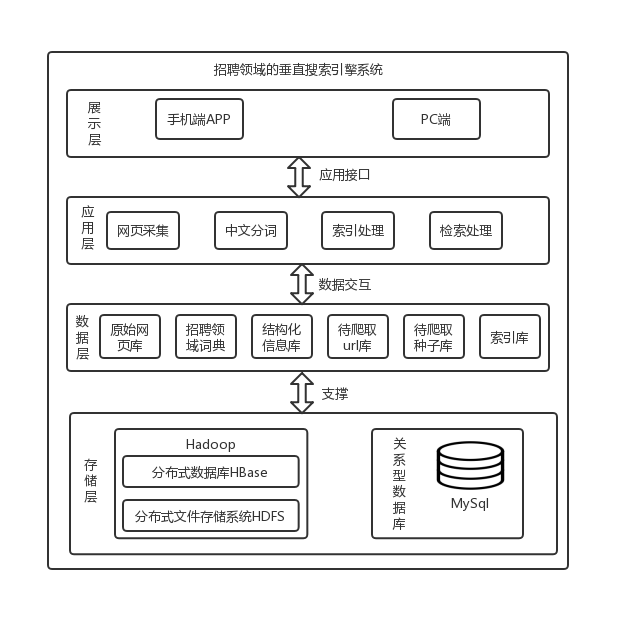 招聘领域的垂直搜索引擎系统
展
示
层
手机端APP
PC端
应用接口
应
用
层
网页采集
中文分词
索引处理
检索处理
数据交互
数
据
层
原始网
页库
招聘领
域词典
结构化
信息库
待爬取
url库
待爬取
种子库
索引库
支撑
存
储
层
Hadoop
分布式数据库HBase
分布式文件存储系统HDFS
关
系
型
数
据
库
MySql